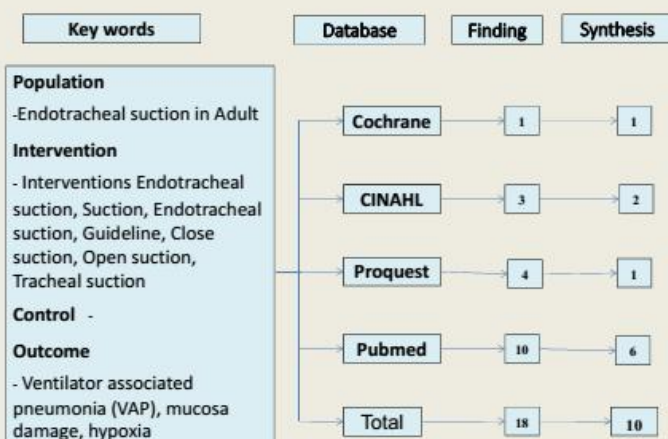 Key words
Database
Finding
Synthesis
Population
-Endotracheal suction in Adult
Intervention
- Interventions Endotracheal
suction, Suction, Endotracheal
suction, Guideline, Close
suction, Open suction,
Tracheal suction
Control -
Outcome
- Ventilator associated
pneumonia (VAP), mucosa
damage, hypoxia
Cochrane 1 1
CINAHL 3 2
Proquest 4 1
Pubmed 10 6
Total 18 10